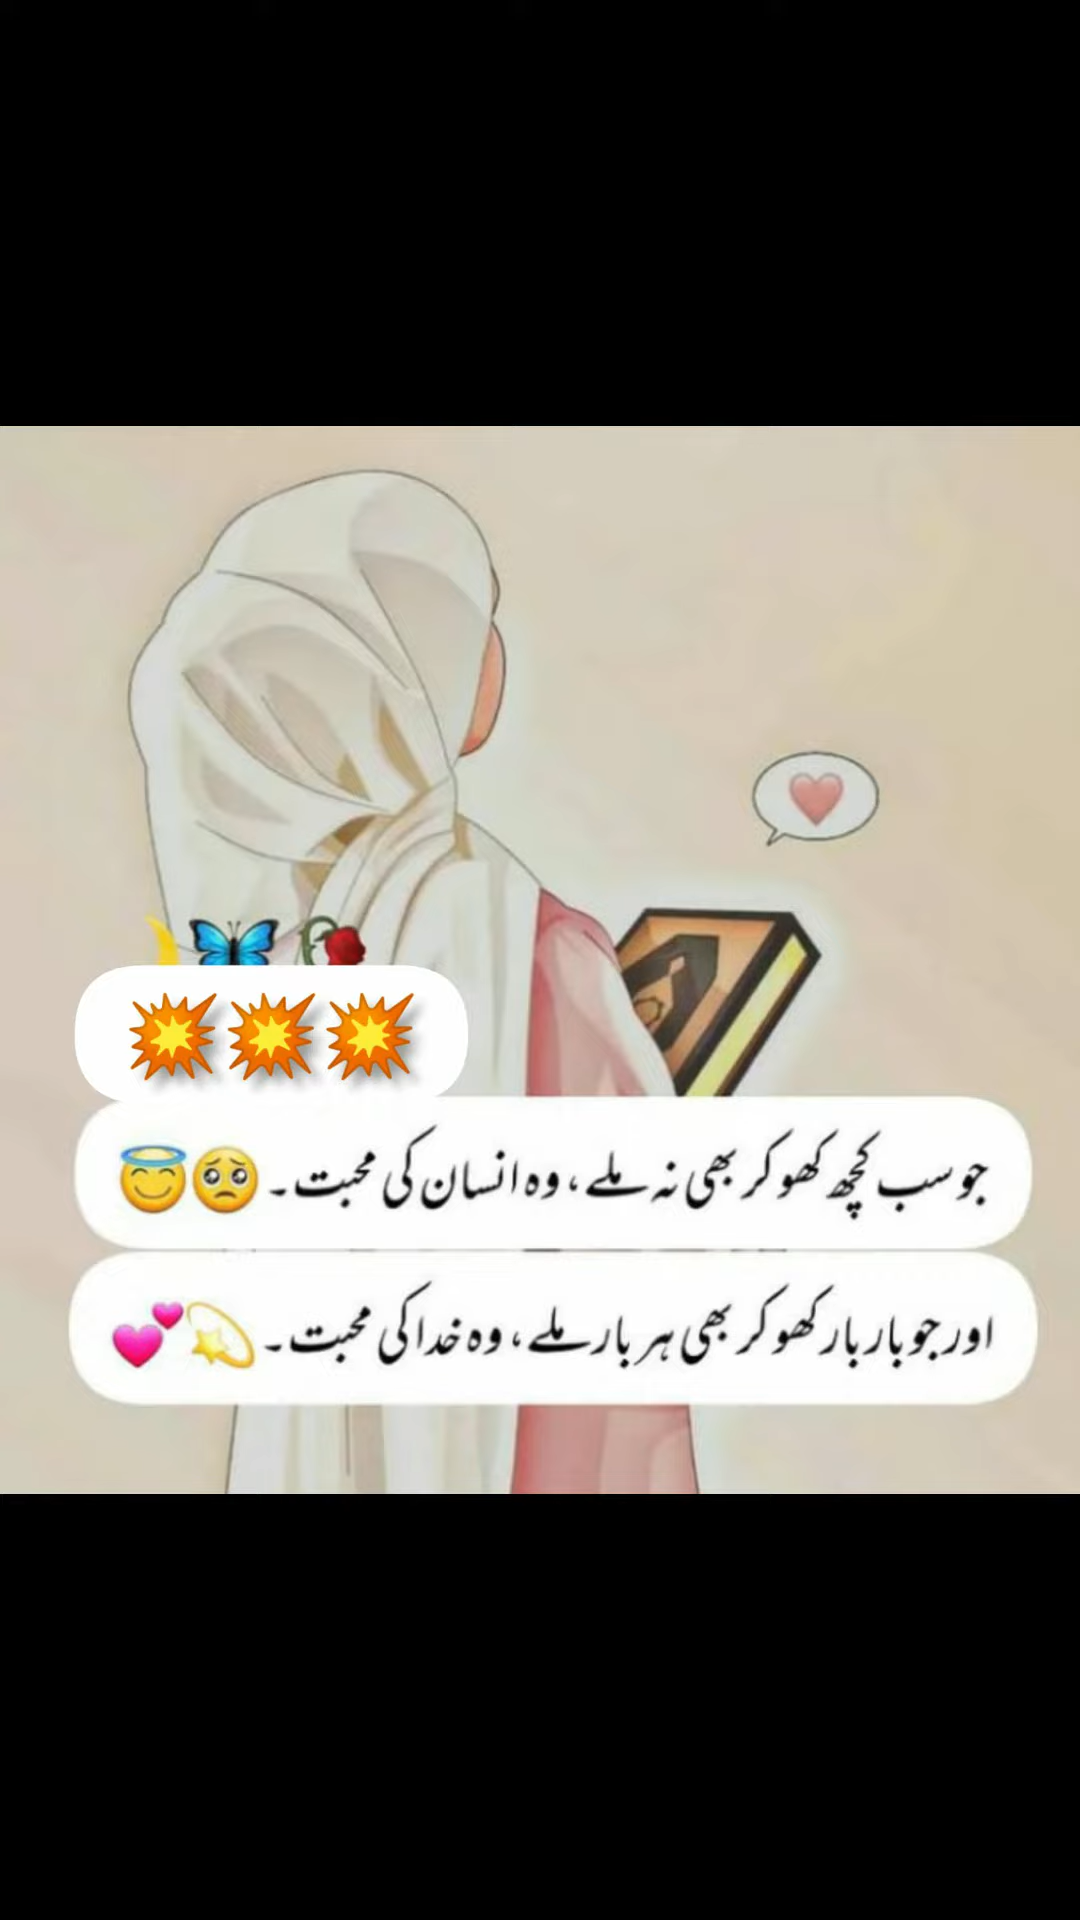 جو سب کچھ کھو کر بھی نہ ملے، وہ انسان کی محبت۔ 🥺😇
اور جو بار بار کھو کر بھی ہر بار ملے، وہ خدا کی محبت۔ 💫💕